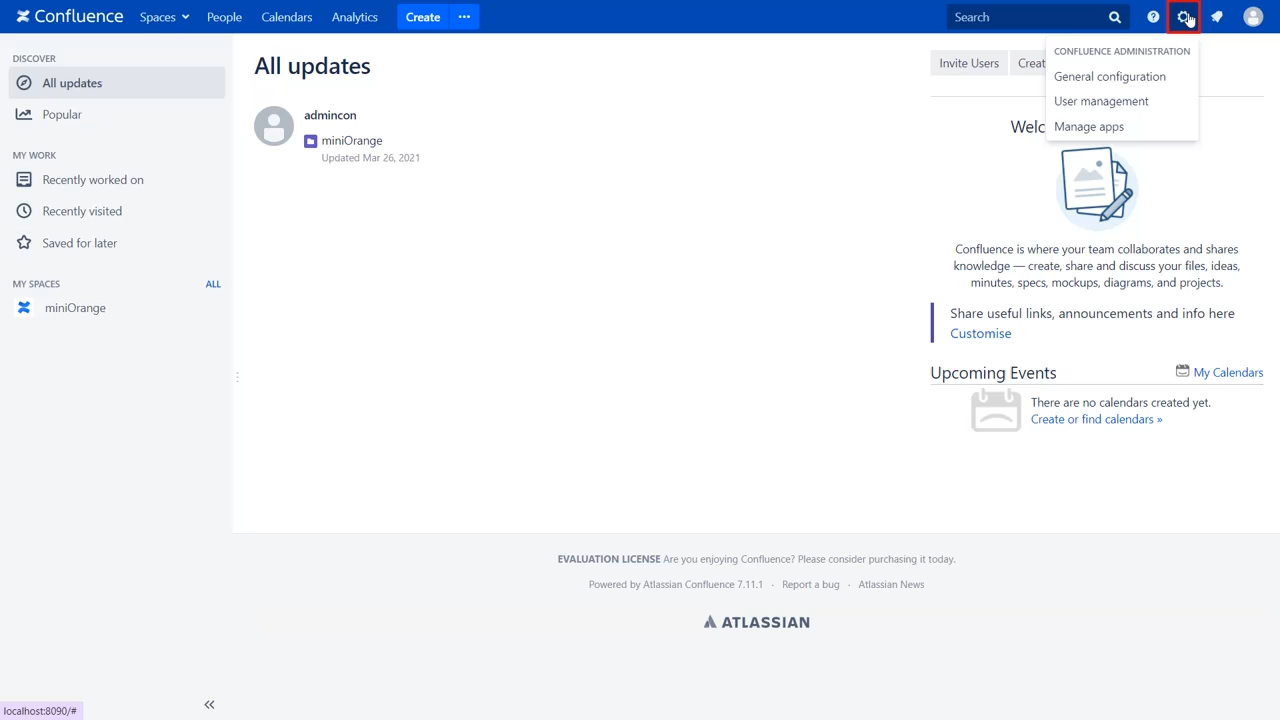 Confluence Spaces People Calendars Analytics Create ••• Search
DISCOVER
All updates
Popular
MY WORK
Recently worked on
Recently visited
Saved for later
MY SPACES ALL
miniOrange
All updates
admincon
miniOrange
Updated Mar 26, 2021
Invite Users Creat
CONFLUENCE ADMINISTRATION
General configuration
User management
Manage apps
Welc
Confluence is where your team collaborates and shares
knowledge — create, share and discuss your files, ideas,
minutes, specs, mockups, diagrams, and projects.
Share useful links, announcements and info here
Customise
Upcoming Events My Calendars
There are no calendars created yet.
Create or find calendars »
EVALUATION LICENSE Are you enjoying Confluence? Please consider purchasing it today.
Powered by Atlassian Confluence 7.11.1 · Report a bug · Atlassian News
ATLASSIAN
localhost:8090/#